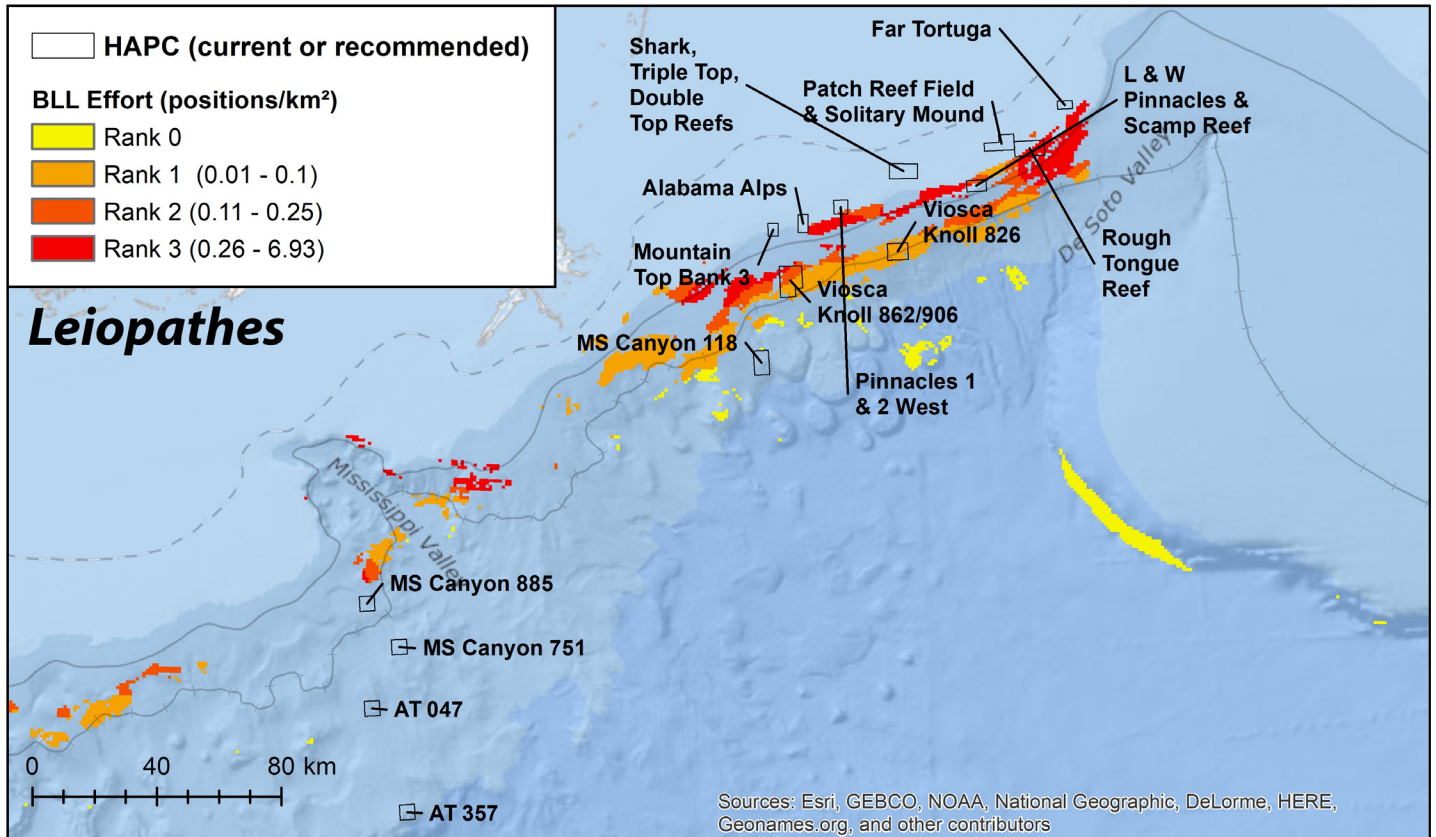 HAPC (current or recommended)
BLL Effort (positions/km²)
Rank 0
Rank 1 (0.01 - 0.1)
Rank 2 (0.11 - 0.25)
Rank 3 (0.26 - 6.93)
Leiopathes
Shark,
Triple Top,
Double
Top Reefs
Far Tortuga
Patch Reef Field
& Solitary Mound
L & W
Pinnacles &
Scamp Reef
De Soto Valley
Alabama Alps
Viosca
Knoll 826
Mountain
Top Bank 3
Rough
Tongue
Reef
Viosca
Knoll 862/906
MS Canyon 118
Pinnacles 1
& 2 West
Mississippi Valley
MS Canyon 885
MS Canyon 751
AT 047
AT 357
0 40 80 km
Sources: Esri, GEBCO, NOAA, National Geographic, DeLorme, HERE,
Geonames.org, and other contributors